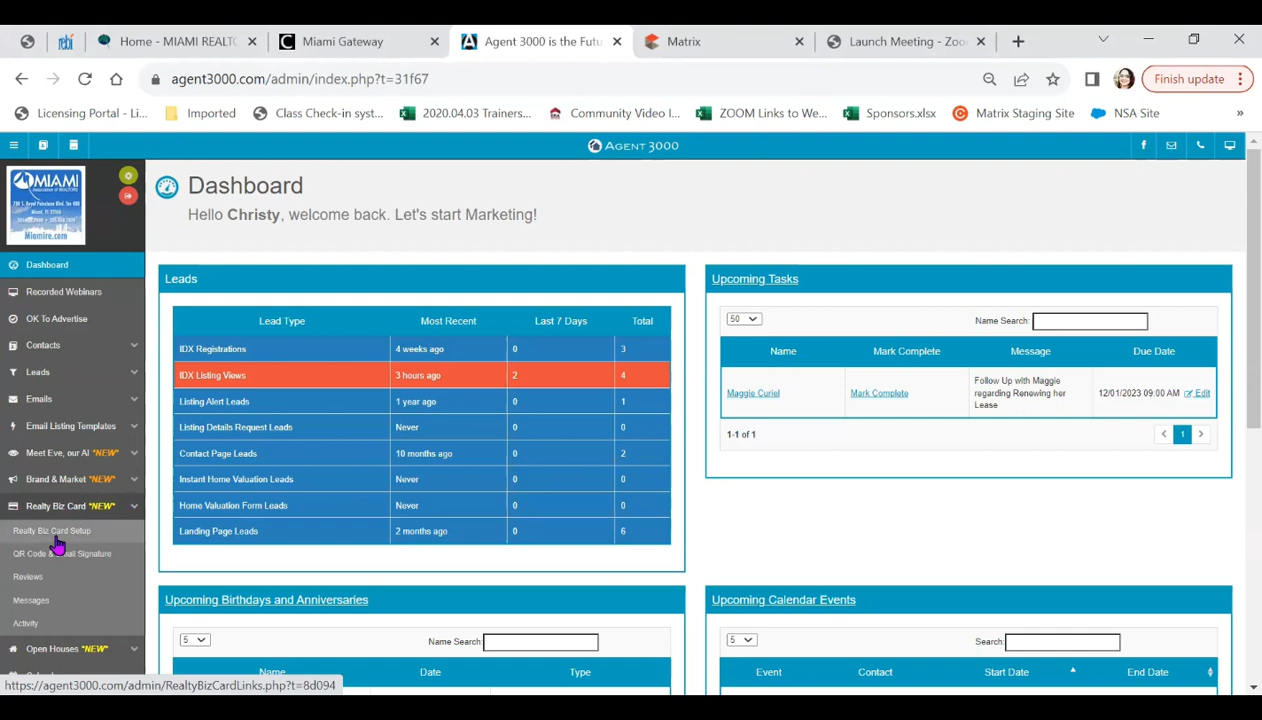 Home - MIAMI REALTO
Miami Gateway
Agent 3000 is the Futu
Matrix
Launch Meeting - Zoo
agent3000.com/admin/index.php?t=31f67
Finish update
Licensing Portal - Li...
Imported
Class Check-in syst...
2020.04.03 Trainers...
Community Video I...
ZOOM Links to We...
Sponsors.xlsx
Matrix Staging Site
NSA Site
»
AGENT 3000
MIAMI
Miamire.com
Dashboard
Hello Christy, welcome back. Let's start Marketing!
Dashboard
Recorded Webinars
OK To Advertise
Contacts
Leads
Emails
Email Listing Templates
Meet Eve, our AI *NEW*
Brand & Market *NEW*
Realty Biz Card *NEW*
Realty Biz Card Setup
QR Code & Email Signature
Reviews
Messages
Activity
Open Houses *NEW*
Leads
Lead Type Most Recent Last 7 Days Total
IDX Registrations 4 weeks ago 0 3
IDX Listing Views 3 hours ago 2 4
Listing Alert Leads 1 year ago 0 1
Listing Details Request Leads Never 0 0
Contact Page Leads 10 months ago 0 2
Instant Home Valuation Leads Never 0 0
Home Valuation Form Leads Never 0 0
Landing Page Leads 2 months ago 0 6
Upcoming Tasks
50 Name Search:
Name Mark Complete Message Due Date
Maggie Curiel Mark Complete Follow Up with Maggie regarding Renewing her Lease 12/01/2023 09:00 AM Edit
1-1 of 1 < 1 >
Upcoming Birthdays and Anniversaries
5 Name Search:
Name Date Type
Upcoming Calendar Events
5 Search:
Event Contact Start Date End Date
https://agent3000.com/admin/RealtyBizCardLinks.php?t=8d094